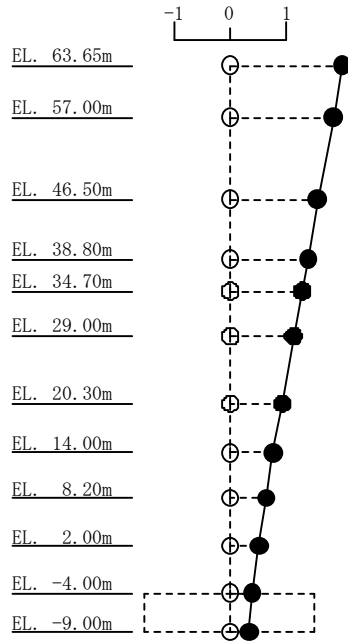 -1 0 1
EL. 63.65m
EL. 57.00m
EL. 46.50m
EL. 38.80m
EL. 34.70m
EL. 29.00m
EL. 20.30m
EL. 14.00m
EL. 8.20m
EL. 2.00m
EL. -4.00m
EL. -9.00m